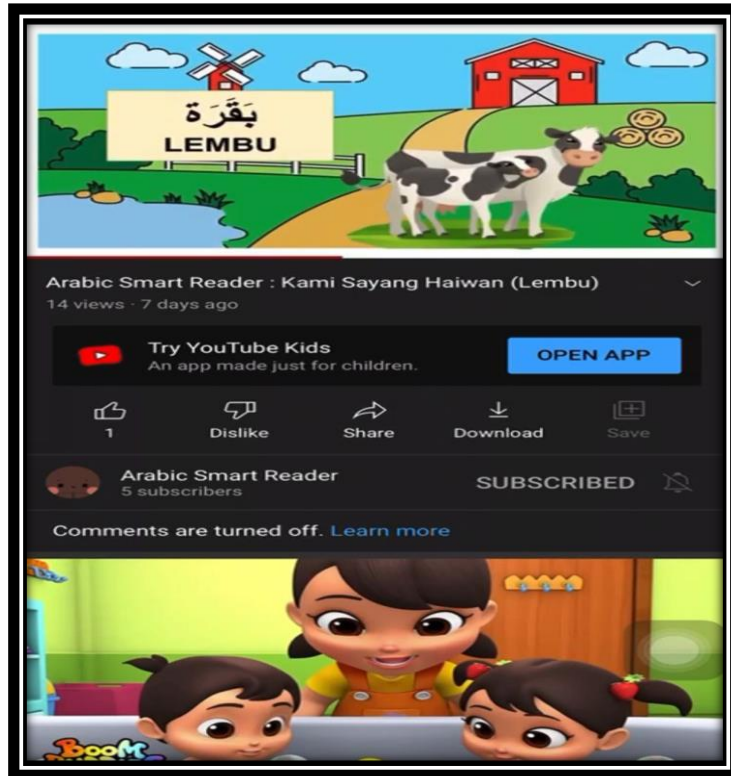 بَقَرَة
LEMBU
Arabic Smart Reader : Kami Sayang Haiwan (Lembu)
14 views · 7 days ago
Try YouTube Kids
An app made just for children.
OPEN APP
1
Dislike
Share
Download
Save
Arabic Smart Reader
5 subscribers
SUBSCRIBED
Comments are turned off. Learn more
BOOM